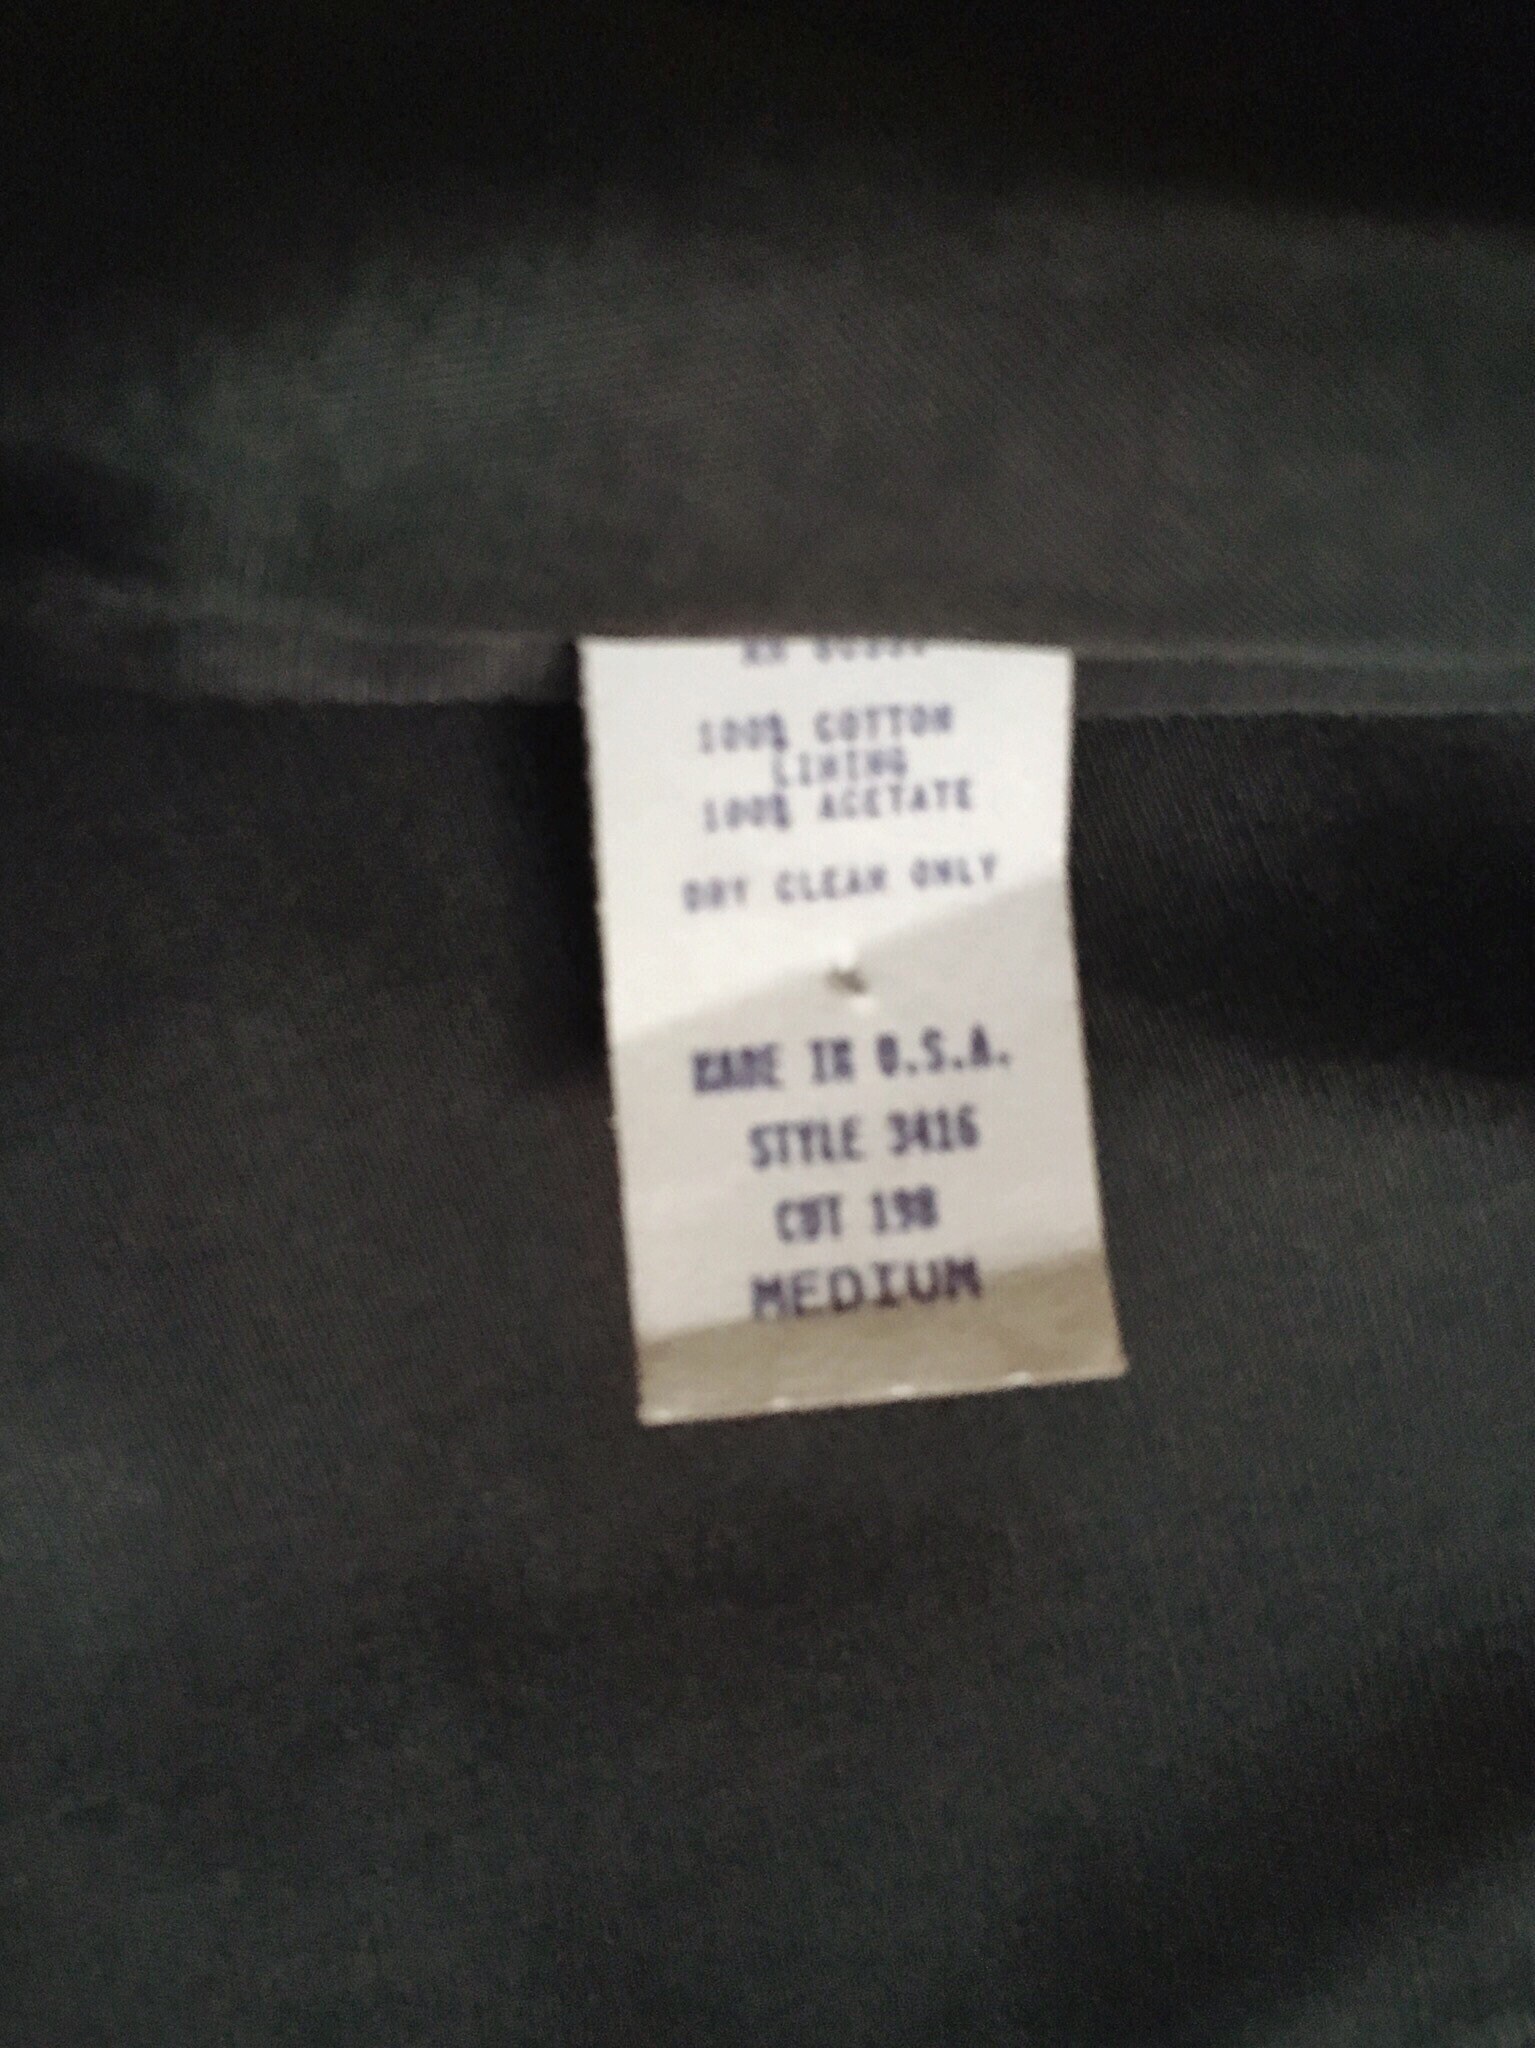 100% COTTON
LINING
100% ACETATE
DRY CLEAN ONLY
MADE IN U.S.A.
STYLE 3416
CUT 198
MEDIUM